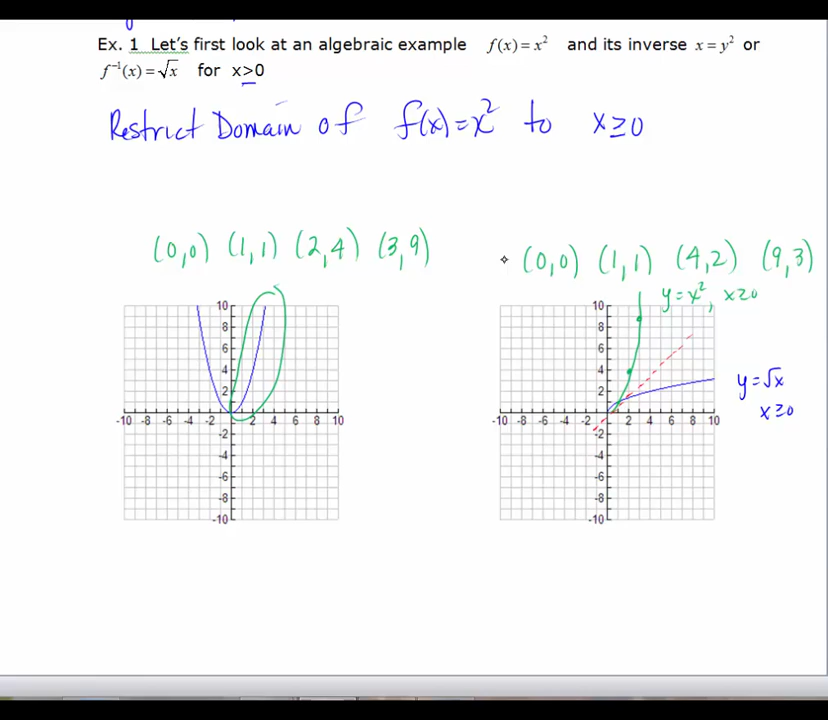 Ex. 1 Let's first look at an algebraic example f(x) = x² and its inverse x = y² or
f⁻¹(x) = √x for x>0
Restrict Domain of f(x) = x² to x ≥ 0
(0,0) (1,1) (2,4) (3,9)
(0,0) (1,1) (4,2) (9,3)
y = x², x ≥ 0
10
8
6
4
2
-10 -8 -6 -4 -2 2 4 6 8 10
-2
-4
-6
-8
-10
10
8
6
4
2
-10 -8 -6 -4 -2 2 4 6 8 10
-2
-4
-6
-8
-10
y = √x
x ≥ 0